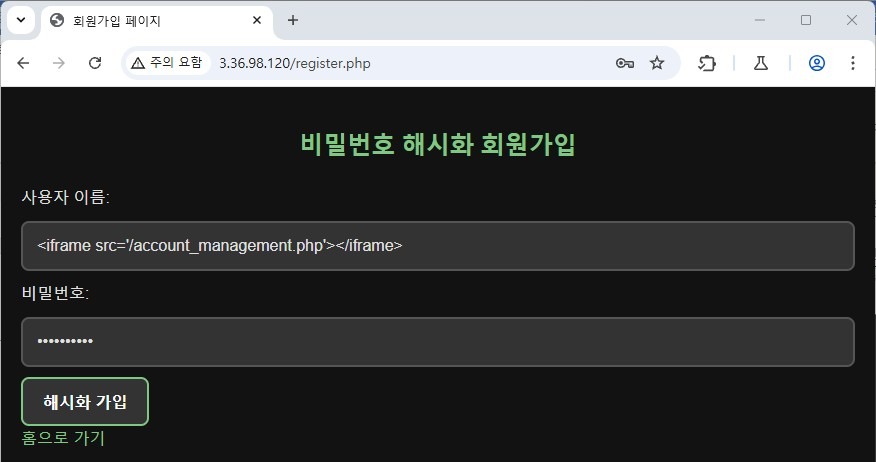 회원가입 페이지
주의 요함 3.36.98.120/register.php
비밀번호 해시화 회원가입
사용자 이름:
<iframe src='/account_management.php'></iframe>
비밀번호:
••••••••••
해시화 가입
홈으로 가기